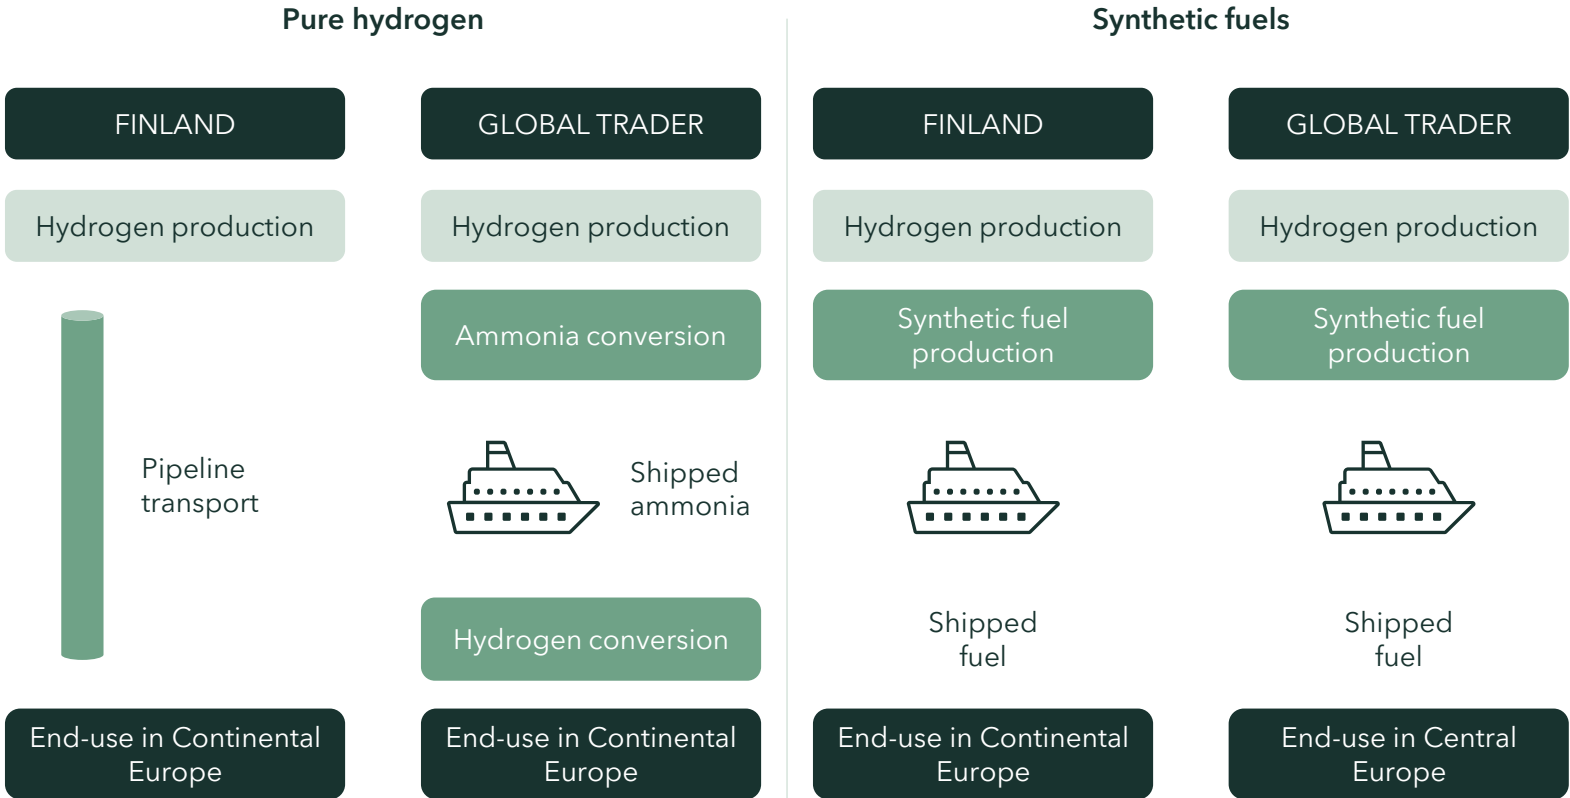 Pure hydrogen
Synthetic fuels
FINLAND
GLOBAL TRADER
FINLAND
GLOBAL TRADER
Hydrogen production
Hydrogen production
Hydrogen production
Hydrogen production
Ammonia conversion
Synthetic fuel
production
Synthetic fuel
production
Pipeline
transport
Shipped
ammonia
Hydrogen conversion
Shipped
fuel
Shipped
fuel
End-use in Continental
Europe
End-use in Continental
Europe
End-use in Continental
Europe
End-use in Central
Europe